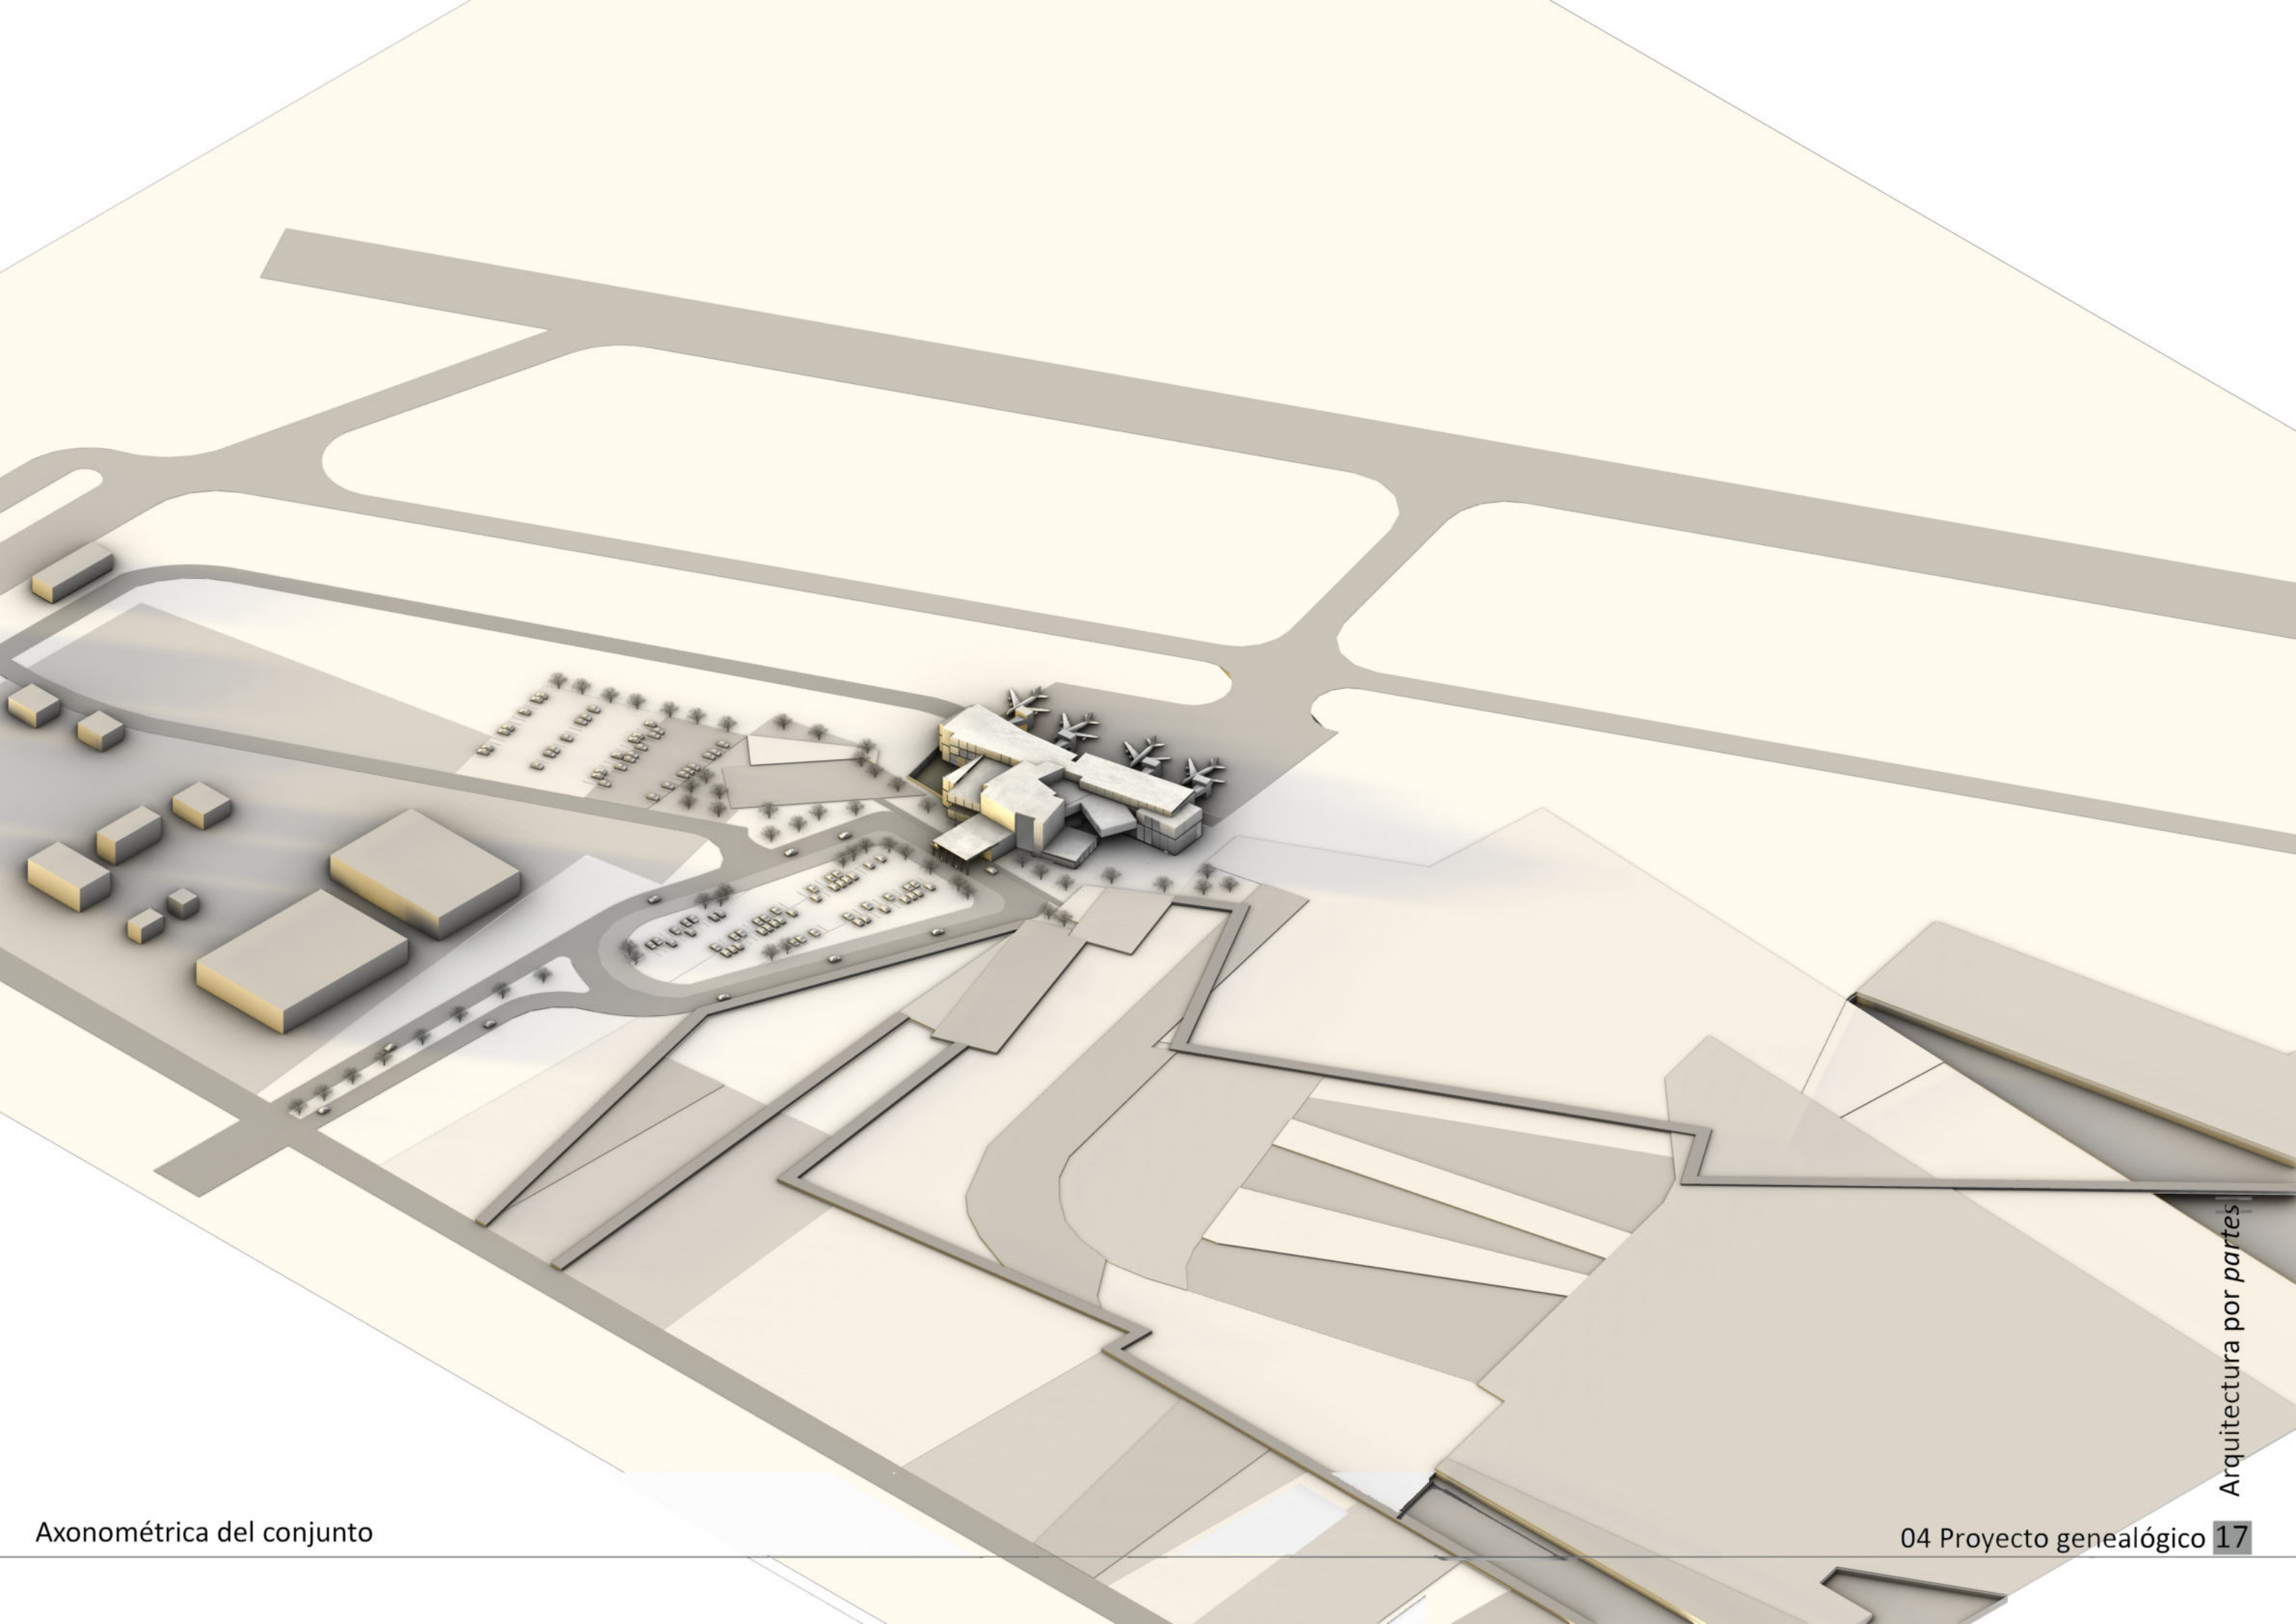 Arquitectura por partes
Axonométrica del conjunto
04 Proyecto genealógico 17